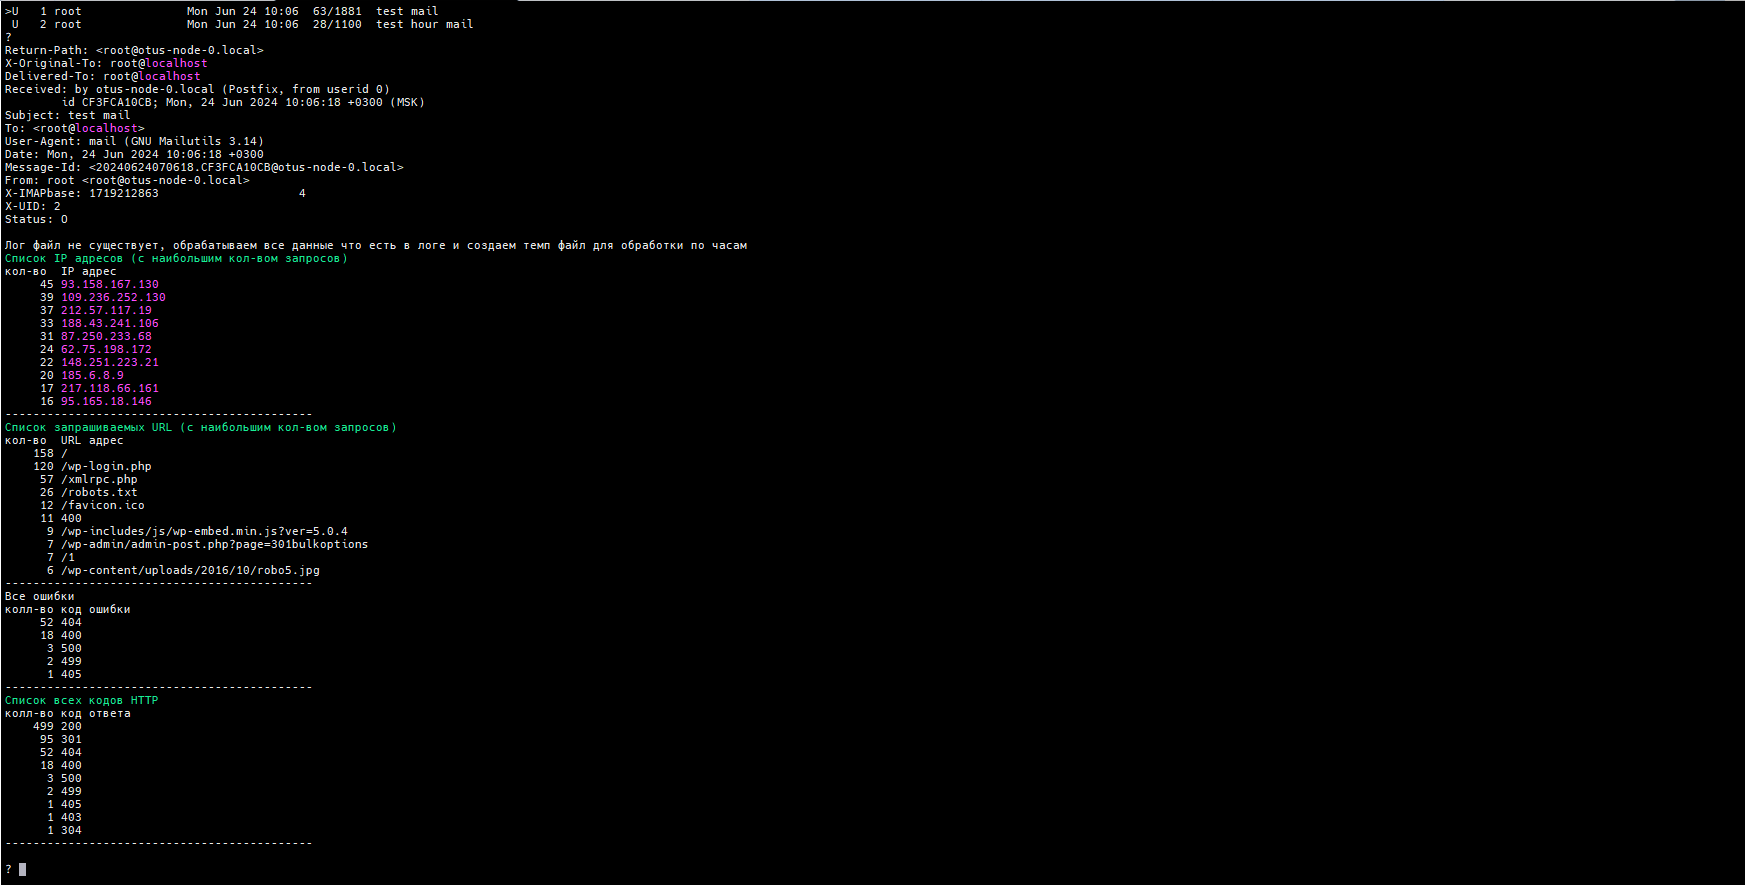 >U   1 root               Mon Jun 24 10:06  63/1881  test mail
 U   2 root               Mon Jun 24 10:06  28/1100  test hour mail
?
Return-Path: <root@otus-node-0.local>
X-Original-To: root@localhost
Delivered-To: root@localhost
Received: by otus-node-0.local (Postfix, from userid 0)
        id CF3FCA10CB; Mon, 24 Jun 2024 10:06:18 +0300 (MSK)
Subject: test mail
To: <root@localhost>
User-Agent: mail (GNU Mailutils 3.14)
Date: Mon, 24 Jun 2024 10:06:18 +0300
Message-Id: <20240624070618.CF3FCA10CB@otus-node-0.local>
From: root <root@otus-node-0.local>
X-IMAPbase: 1719212863                    4
X-UID: 2
Status: O

Лог файл не существует, обрабатываем все данные что есть в логе и создаем темп файл для обработки по часам
Список IP адресов (с наибольшим кол-вом запросов)
кол-во  IP адрес
     45 93.158.167.130
     39 109.236.252.130
     37 212.57.117.19
     33 188.43.241.106
     31 87.250.233.68
     24 62.75.198.172
     22 148.251.223.21
     20 185.6.8.9
     17 217.118.66.161
     16 95.165.18.146
--------------------------------------------
Список запрашиваемых URL (с наибольшим кол-вом запросов)
кол-во  URL адрес
    158 /
    120 /wp-login.php
     57 /xmlrpc.php
     26 /robots.txt
     12 /favicon.ico
     11 400
      9 /wp-includes/js/wp-embed.min.js?ver=5.0.4
      7 /wp-admin/admin-post.php?page=301bulkoptions
      7 /1
      6 /wp-content/uploads/2016/10/robo5.jpg
--------------------------------------------
Все ошибки
колл-во код ошибки
     52 404
     18 400
      3 500
      2 499
      1 405
--------------------------------------------
Список всех кодов HTTP
колл-во код ответа
    499 200
     95 301
     52 404
     18 400
      3 500
      2 499
      1 405
      1 403
      1 304
--------------------------------------------

?